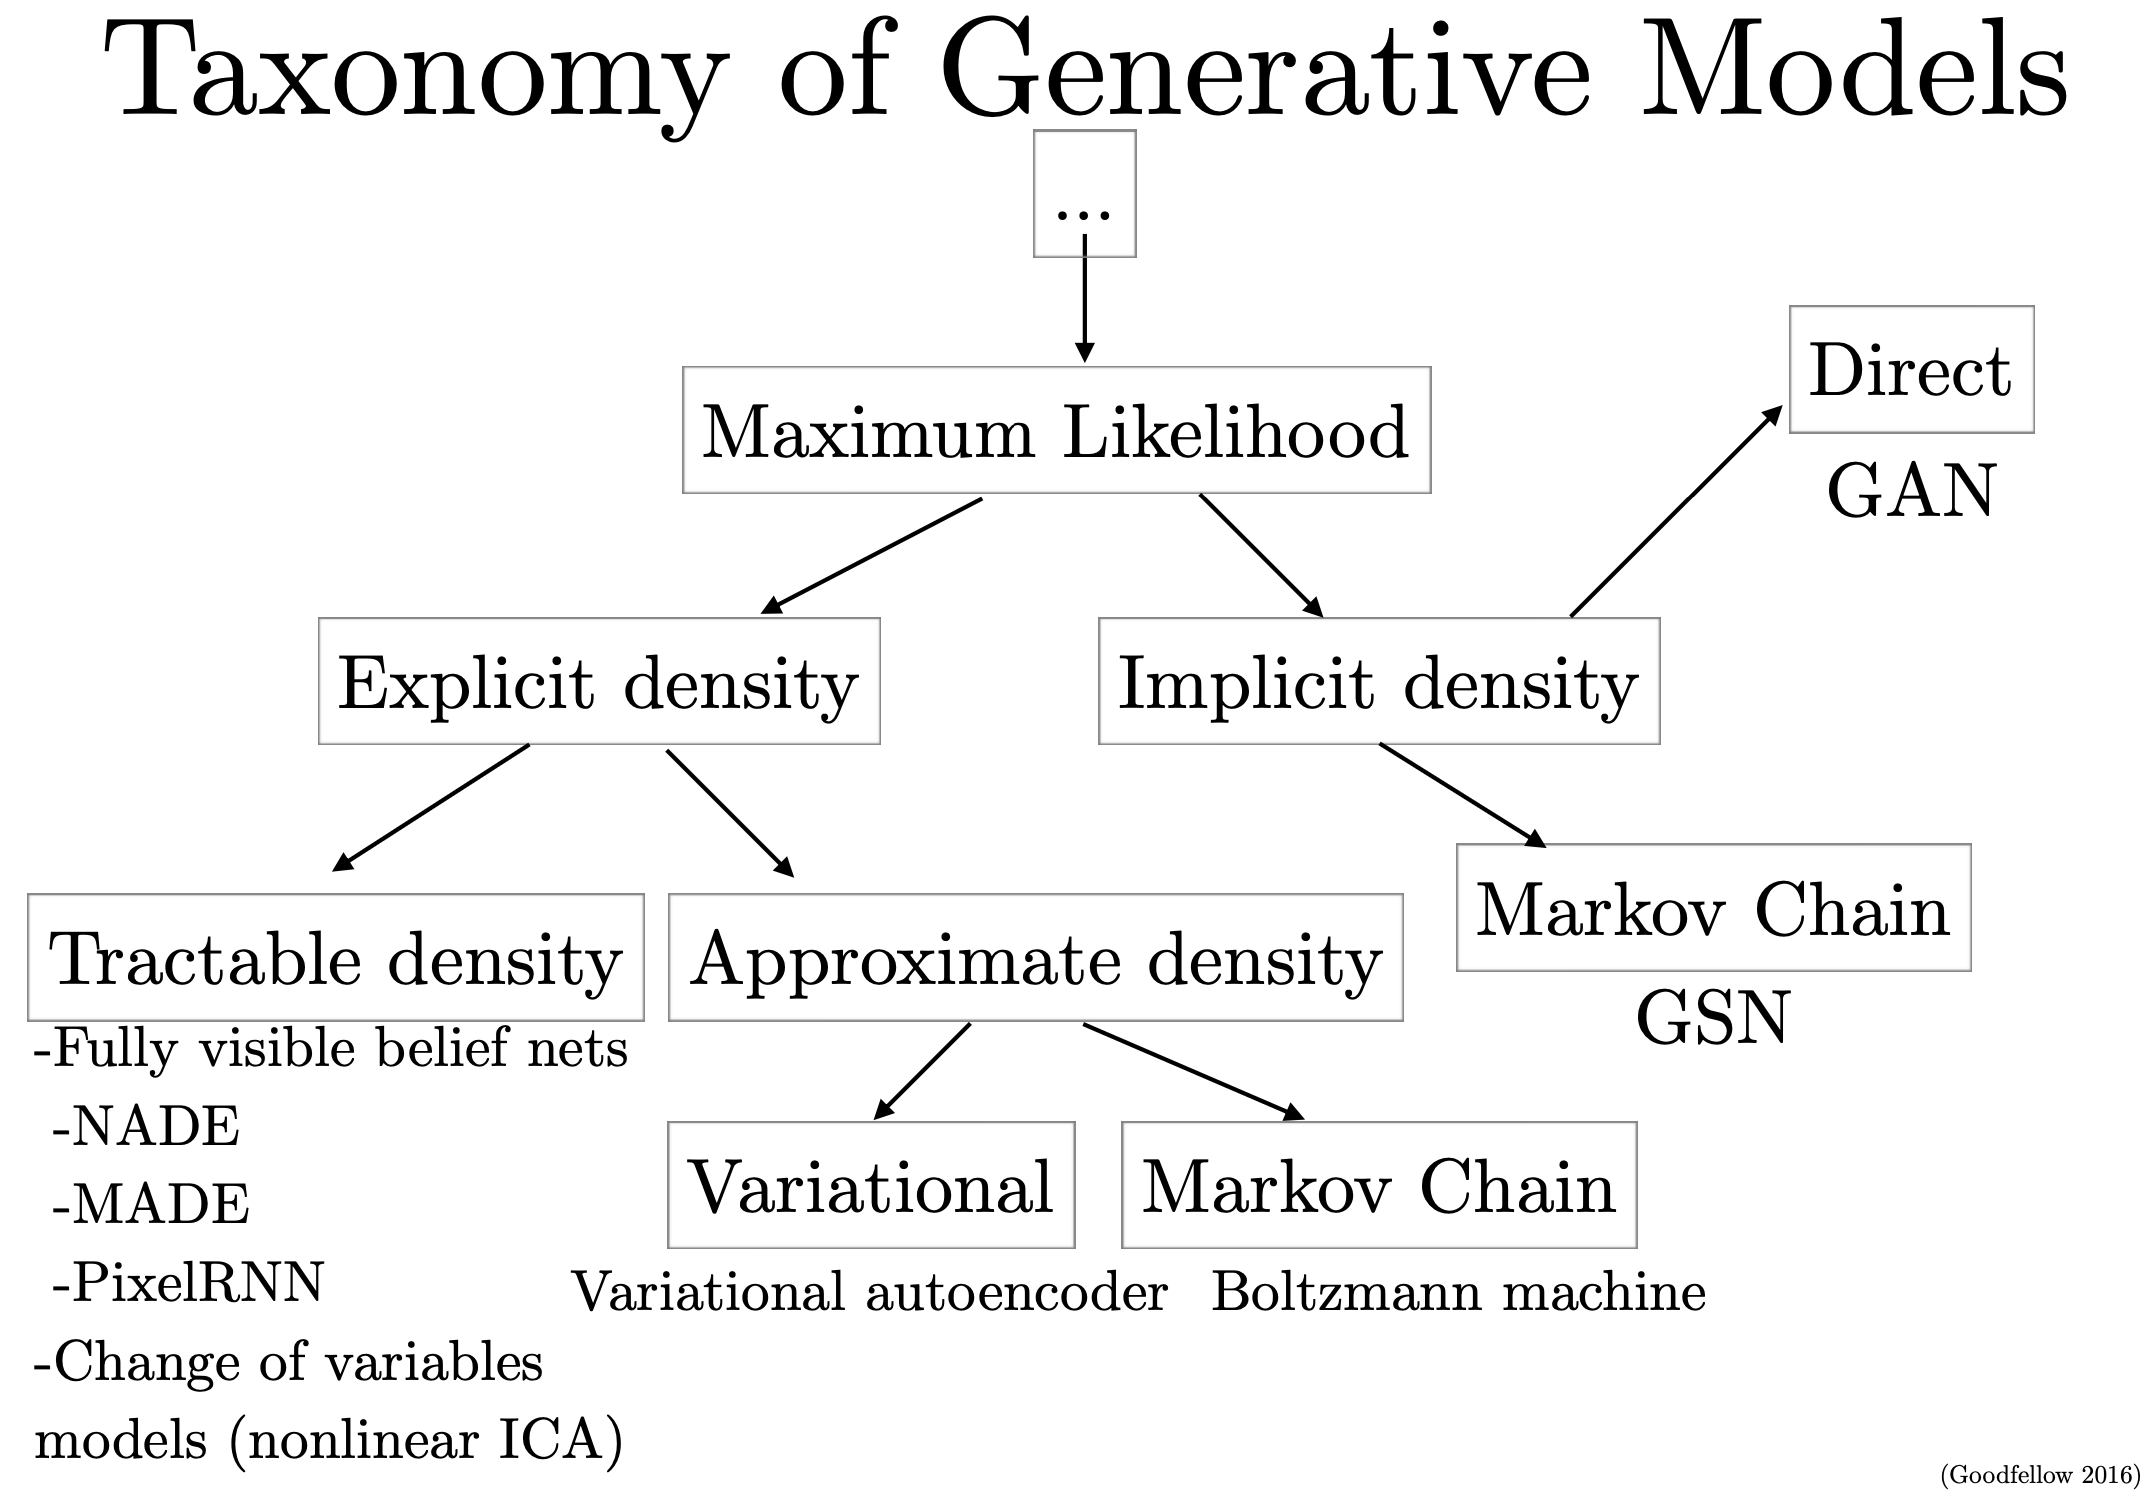 Taxonomy of Generative Models
...
Maximum Likelihood
Direct
GAN
Explicit density
Implicit density
Tractable density
-Fully visible belief nets
-NADE
-MADE
-PixelRNN
-Change of variables
models (nonlinear ICA)
Approximate density
Variational
Variational autoencoder
Markov Chain
Boltzmann machine
Markov Chain
GSN
(Goodfellow 2016)